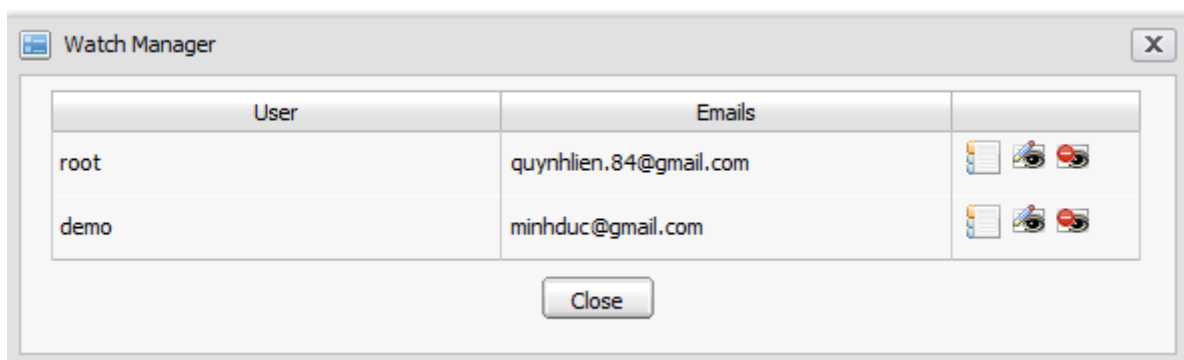 Watch Manager
X
User Emails
root quynhlien.84@gmail.com
demo minhduc@gmail.com
Close